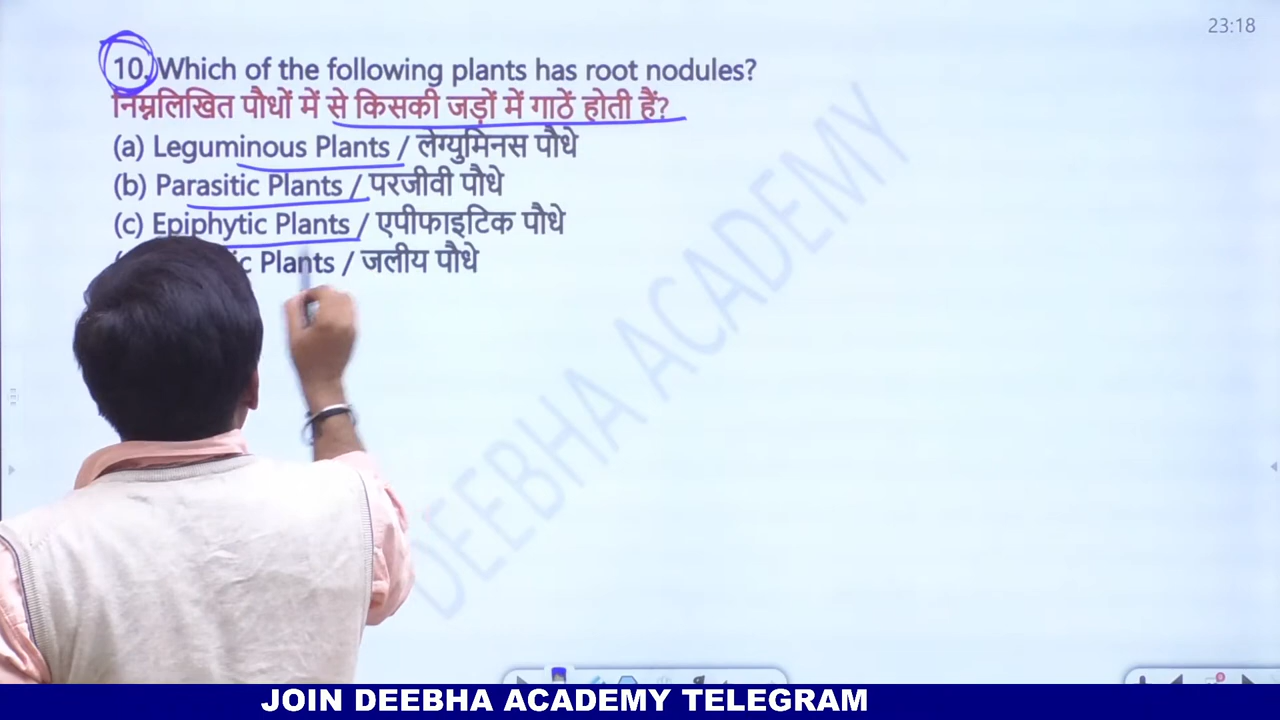 23:18
10. Which of the following plants has root nodules?
निम्नलिखित पौधों में से किसकी जड़ों में गाठें होती हैं?
(a) Leguminous Plants / लेग्युमिनस पौधे
(b) Parasitic Plants / परजीवी पौधे
(c) Epiphytic Plants / एपीफाइटिक पौधे
Plants / जलीय पौधे
DEEBHA ACADEMY
JOIN DEEBHA ACADEMY TELEGRAM